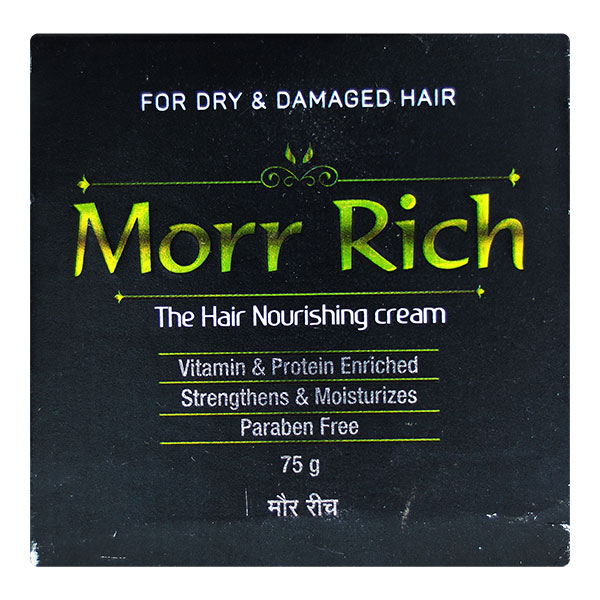 FOR DRY & DAMAGED HAIR
Morr Rich
The Hair Nourishing cream
Vitamin & Protein Enriched
Strengthens & Moisturizes
Paraben Free
75 g
मौर रीच